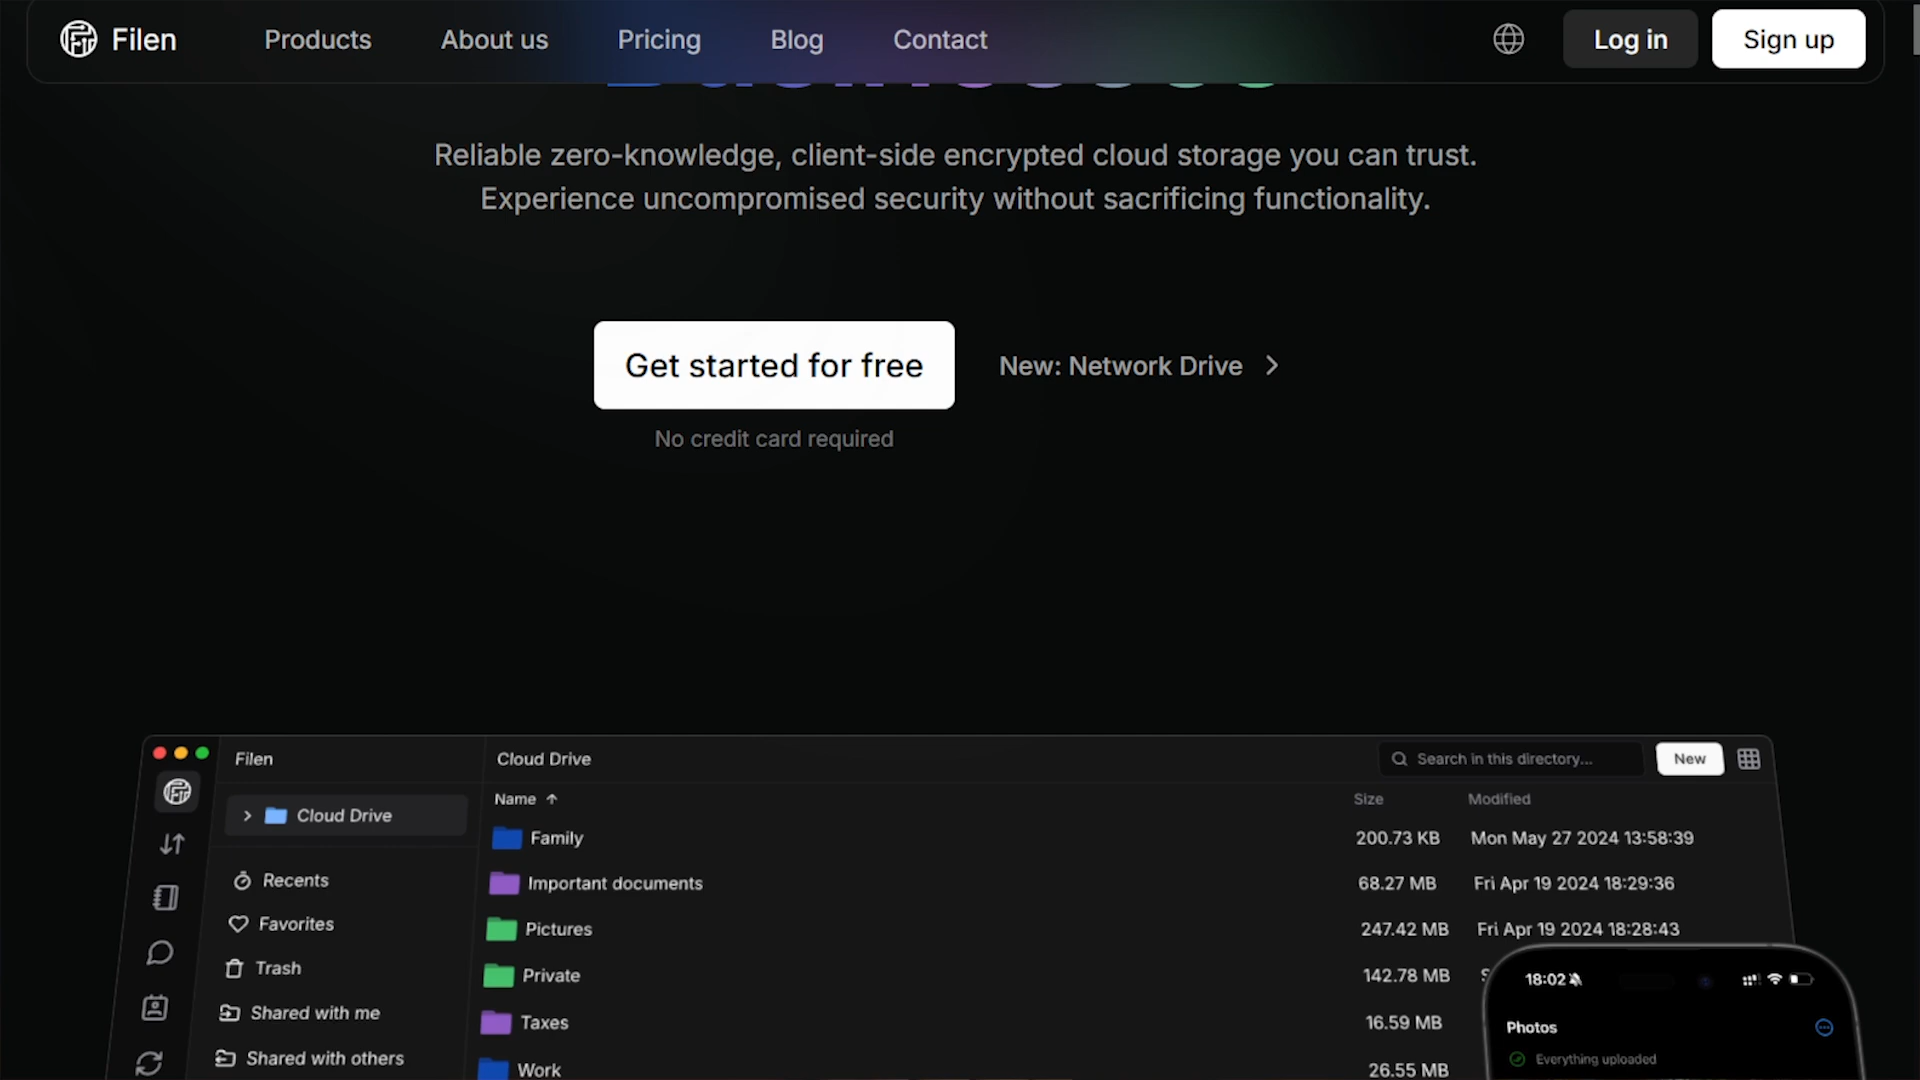 Filen
Products
About us
Pricing
Blog
Contact
Log in
Sign up
Reliable zero-knowledge, client-side encrypted cloud storage you can trust.
Experience uncompromised security without sacrificing functionality.
Get started for free
New: Network Drive
No credit card required
Filen
Cloud Drive
Search in this directory...
New
Cloud Drive
Recents
Favorites
Trash
Shared with me
Shared with others
Name Size Modified
Family 200.73 KB Mon May 27 2024 13:58:39
Important documents 68.27 MB Fri Apr 19 2024 18:29:36
Pictures 247.42 MB Fri Apr 19 2024 18:28:43
Private 142.78 MB
Taxes 16.59 MB
Work 26.55 MB
18:02
Photos
Everything uploaded